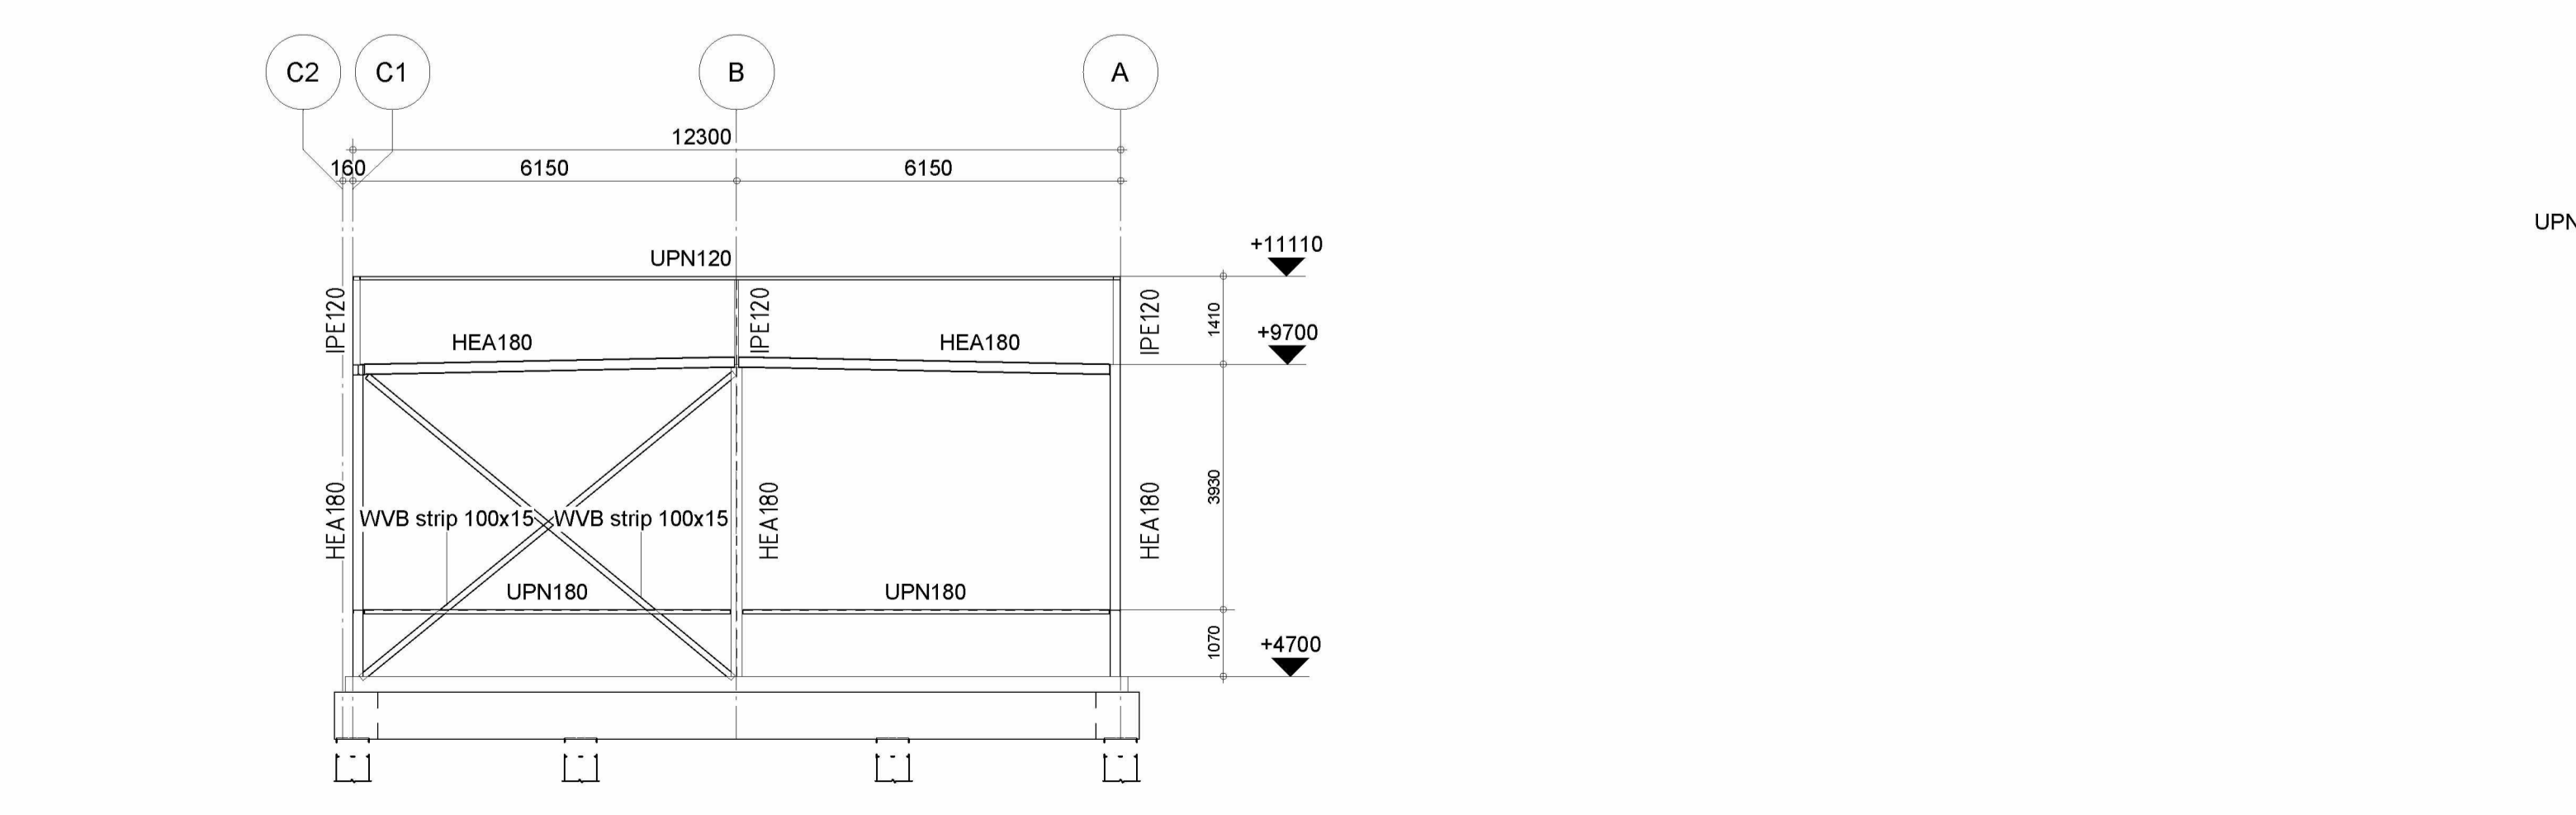 C2 C1 B A
12300
160 6150 6150
UPN
+11110
UPN120
IPE120 IPE120 IPE120
1410
+9700
HEA180 HEA180
3930
HEA180 HEA180 HEA180
WVB strip 100x15 WVB strip 100x15
UPN180 UPN180
1070
+4700